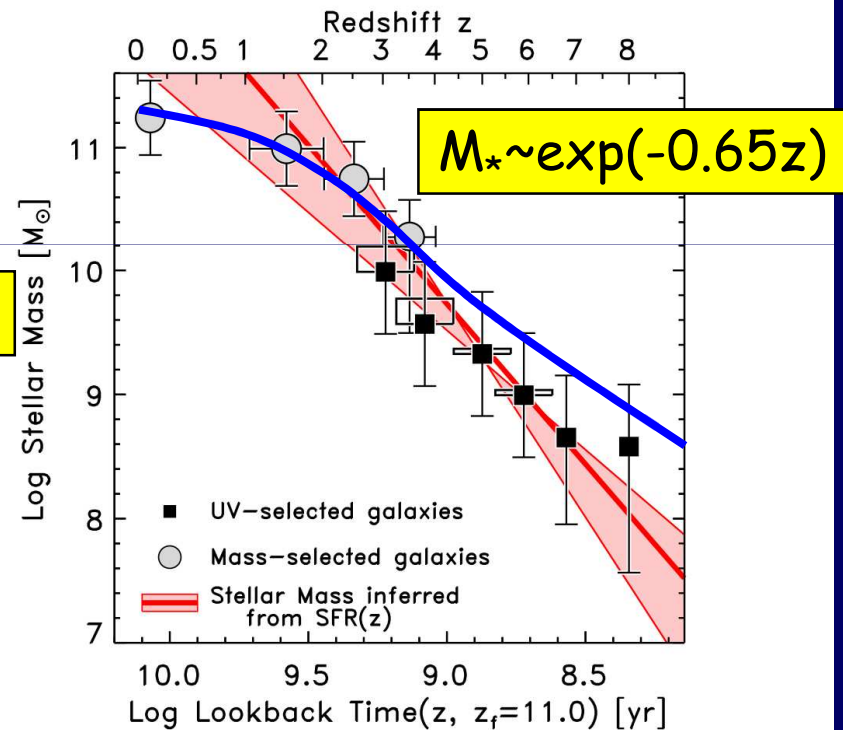 Redshift z
0 0.5 1 2 3 4 5 6 7 8
M*~exp(-0.65z)
11
10
9
8
7
Log Stellar Mass [M⊙]
UV-selected galaxies
Mass-selected galaxies
Stellar Mass inferred
from SFR(z)
10.0 9.5 9.0 8.5
Log Lookback Time(z, zf=11.0) [yr]